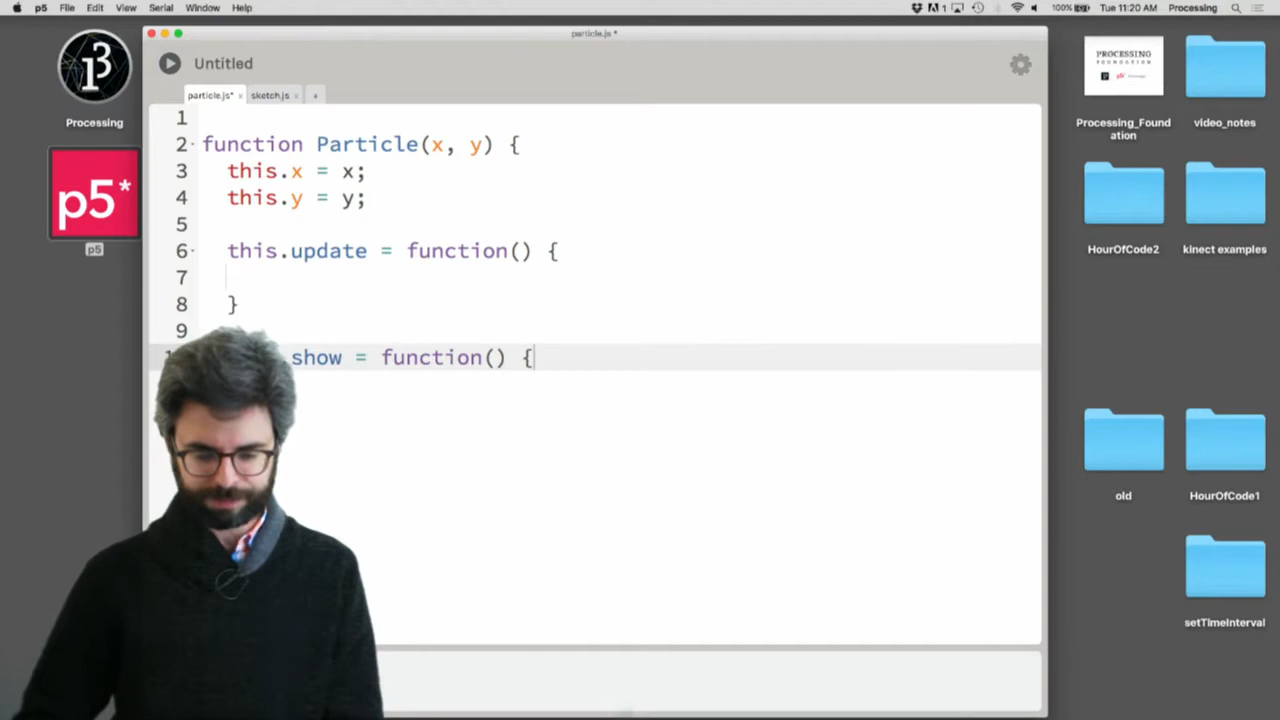 p5 File Edit View Serial Window Help
1 100% Tue 11:20 AM Processing
particle.js *
Untitled
particle.js* × sketch.js × +
1
2 function Particle(x, y) {
3 this.x = x;
4 this.y = y;
5
6 this.update = function() {
7
8 }
9
1 .show = function() {
Processing
p5*
p5
PROCESSING
FOUNDATION
Processing_Found
ation
video_notes
HourOfCode2
kinect examples
old
HourOfCode1
setTimeInterval